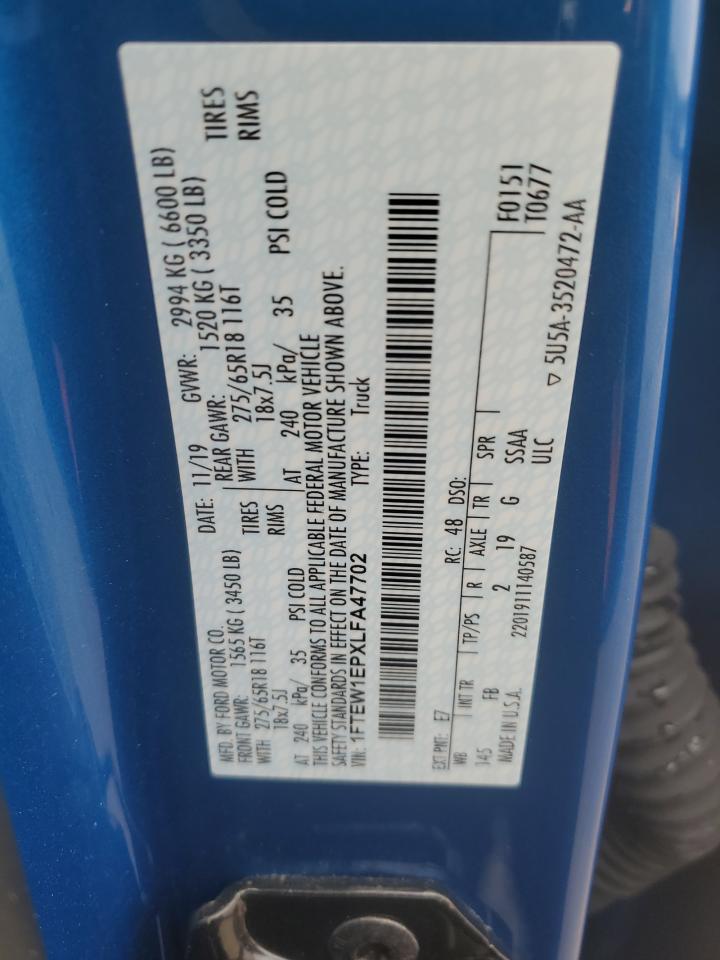 MFD. BY FORD MOTOR CO.
DATE: 11/19 GVWR: 2994 KG ( 6600 LB)
FRONT GAWR: 1565 KG ( 3450 LB) REAR GAWR: 1520 KG ( 3350 LB)
WITH 275/65R18 116T TIRES WITH 275/65R18 116T TIRES
18x7.5J RIMS 18x7.5J RIMS
AT 240 kPa/ 35 PSI COLD AT 240 kPa/ 35 PSI COLD
THIS VEHICLE CONFORMS TO ALL APPLICABLE FEDERAL MOTOR VEHICLE
SAFETY STANDARDS IN EFFECT ON THE DATE OF MANUFACTURE SHOWN ABOVE.
VIN: 1FTEW1EPXLFA47702 TYPE: Truck
EXT PNT: E7 RC: 48 DSO: F0151
T0677
WB INT TR TP/PS R AXLE TR SPR
145 FB 2 19 G SSAA
MADE IN U.S.A. 2201911140587 ULC ▽ 5U5A-3520472-AA